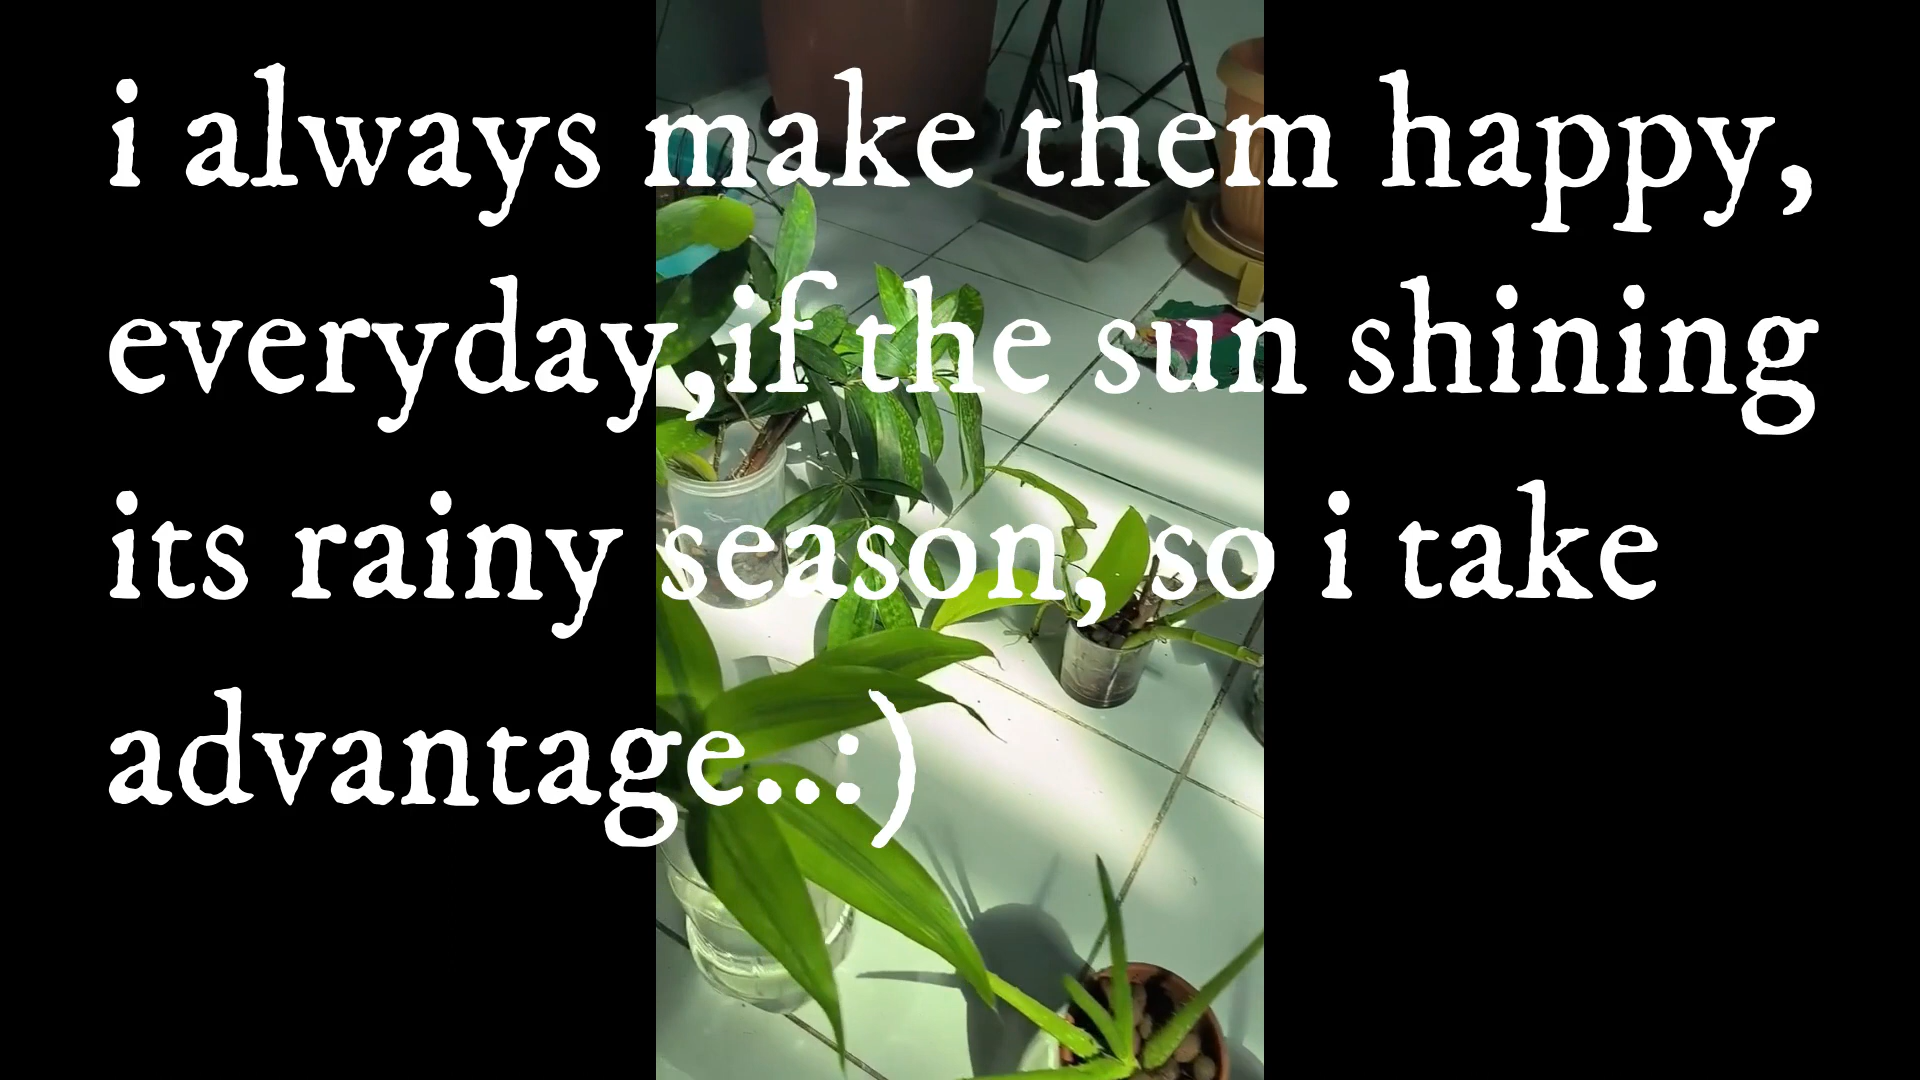 i always make them happy,
everyday,if the sun shining
its rainy season, so i take
advantage..:)